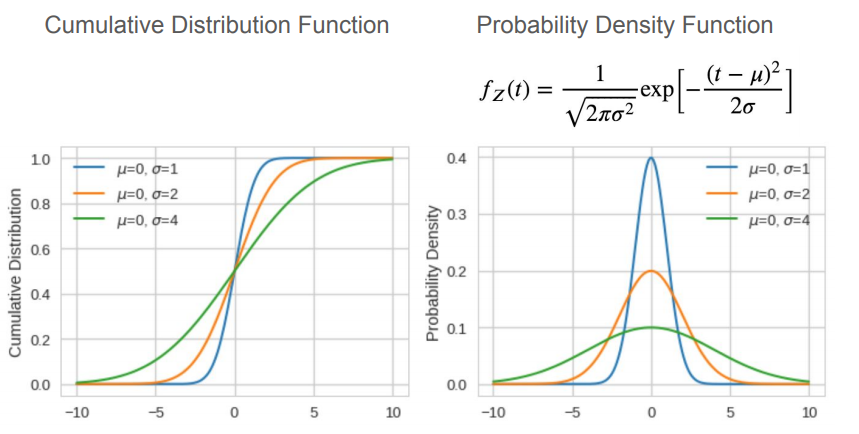 Cumulative Distribution Function
Probability Density Function
f_Z(t) = 1/√(2πσ²) exp[−(t − μ)²/2σ]
Cumulative Distribution
1.0
0.8
0.6
0.4
0.2
0.0
μ=0, σ=1
μ=0, σ=2
μ=0, σ=4
−10 −5 0 5 10
Probability Density
0.4
0.3
0.2
0.1
0.0
μ=0, σ=1
μ=0, σ=2
μ=0, σ=4
−10 −5 0 5 10